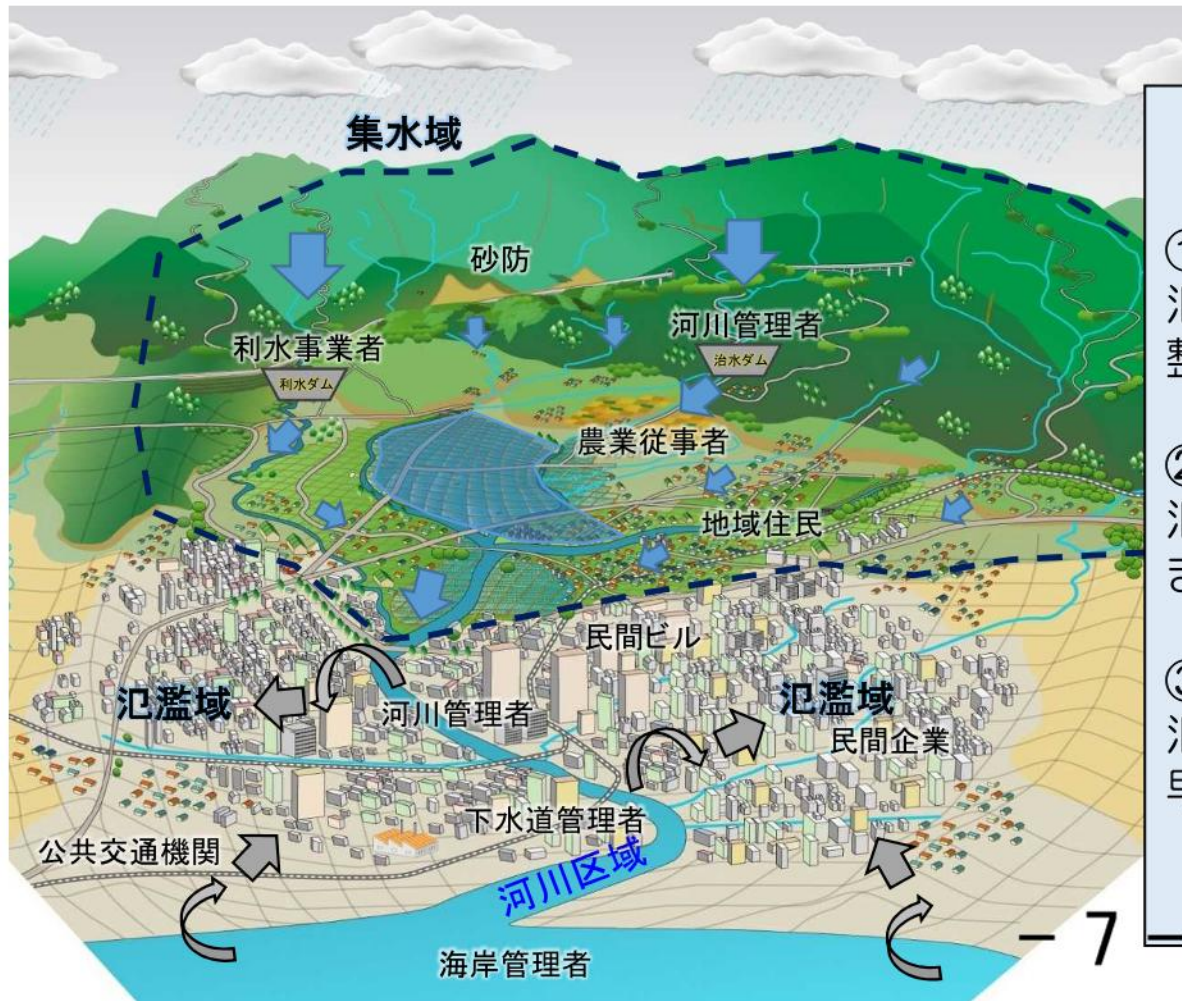 集水域
砂防
利水事業者
利水ダム
河川管理者
治水ダム
農業従事者
地域住民
民間ビル
氾濫域
河川管理者
氾濫域
民間企業
下水道管理者
公共交通機関
河川区域
海岸管理者
①
②
③
－７－